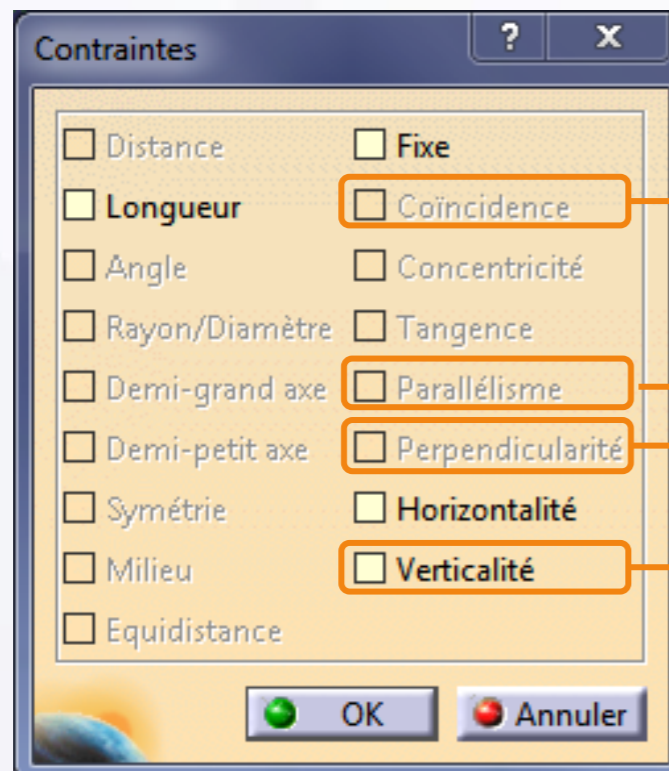 Contraintes ? x
Distance Fixe
Longueur Coïncidence
Angle Concentricité
Rayon/Diamètre Tangence
Demi-grand axe Parallélisme
Demi-petit axe Perpendicularité
Symétrie Horizontalité
Milieu Verticalité
Equidistance
OK Annuler